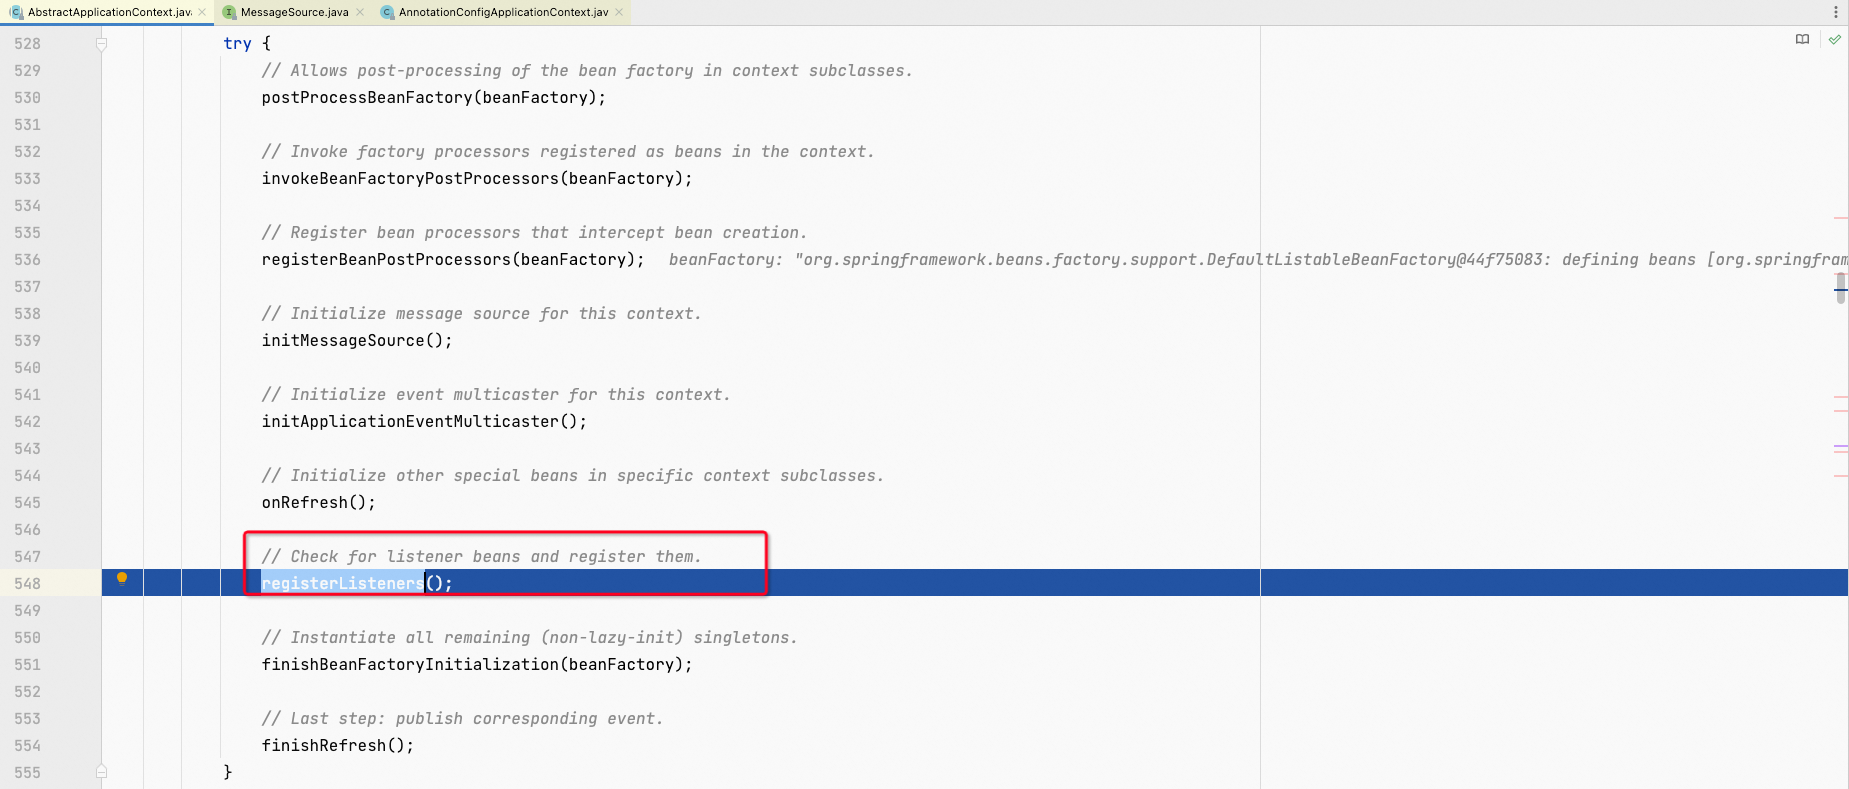 AbstractApplicationContext.java
MessageSource.java
AnnotationConfigApplicationContext.jav
528 try {
529 // Allows post-processing of the bean factory in context subclasses.
530 postProcessBeanFactory(beanFactory);
531
532 // Invoke factory processors registered as beans in the context.
533 invokeBeanFactoryPostProcessors(beanFactory);
534
535 // Register bean processors that intercept bean creation.
536 registerBeanPostProcessors(beanFactory); beanFactory: "org.springframework.beans.factory.support.DefaultListableBeanFactory@44f75083: defining beans [org.springfram
537
538 // Initialize message source for this context.
539 initMessageSource();
540
541 // Initialize event multicaster for this context.
542 initApplicationEventMulticaster();
543
544 // Initialize other special beans in specific context subclasses.
545 onRefresh();
546
547 // Check for listener beans and register them.
548 registerListeners();
549
550 // Instantiate all remaining (non-lazy-init) singletons.
551 finishBeanFactoryInitialization(beanFactory);
552
553 // Last step: publish corresponding event.
554 finishRefresh();
555 }